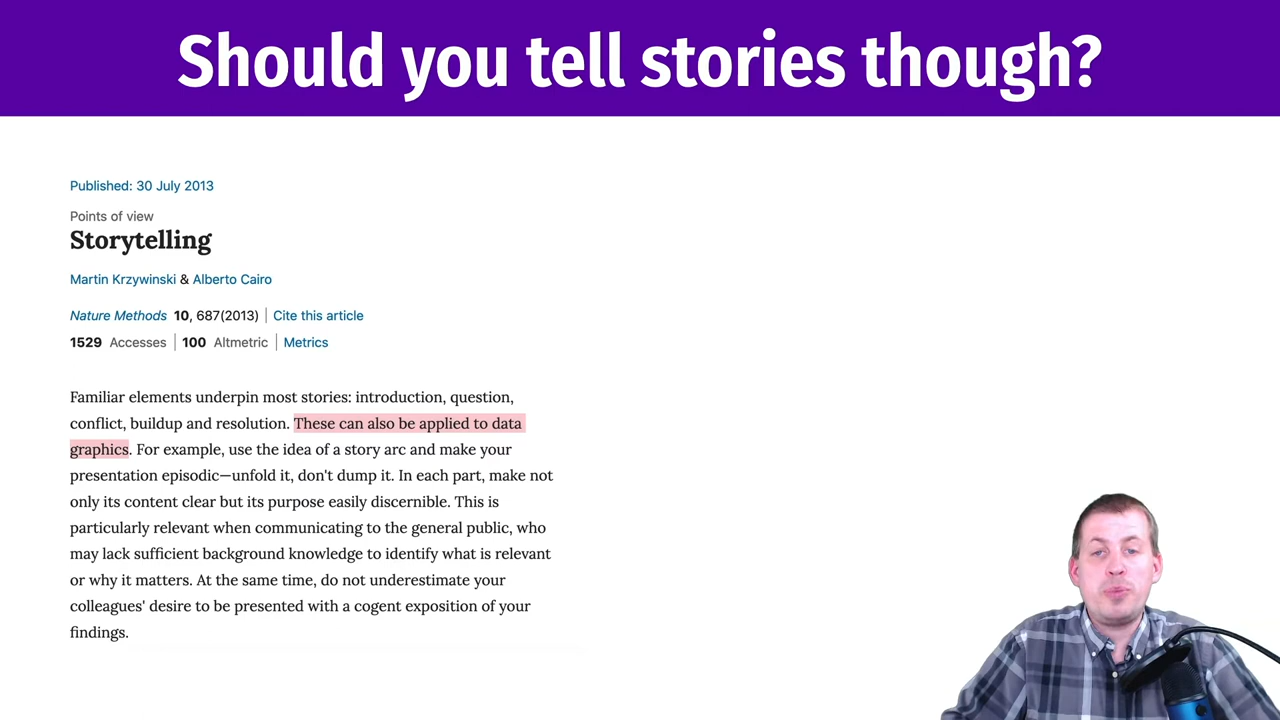 Should you tell stories though?
Published: 30 July 2013
Points of view
Storytelling
Martin Krzywinski & Alberto Cairo
Nature Methods 10, 687(2013) | Cite this article
1529 Accesses | 100 Altmetric | Metrics
Familiar elements underpin most stories: introduction, question,
conflict, buildup and resolution. These can also be applied to data
graphics. For example, use the idea of a story arc and make your
presentation episodic—unfold it, don't dump it. In each part, make not
only its content clear but its purpose easily discernible. This is
particularly relevant when communicating to the general public, who
may lack sufficient background knowledge to identify what is relevant
or why it matters. At the same time, do not underestimate your
colleagues' desire to be presented with a cogent exposition of your
findings.